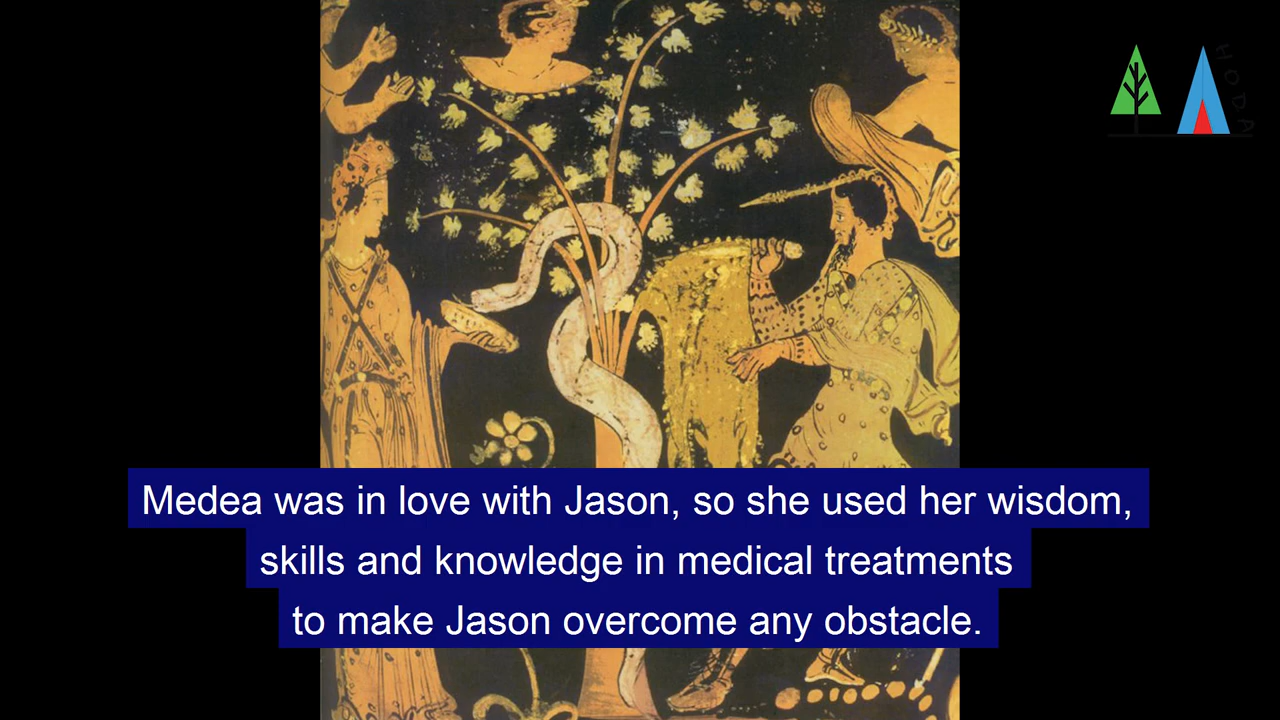 HODA
Medea was in love with Jason, so she used her wisdom,
skills and knowledge in medical treatments
to make Jason overcome any obstacle.